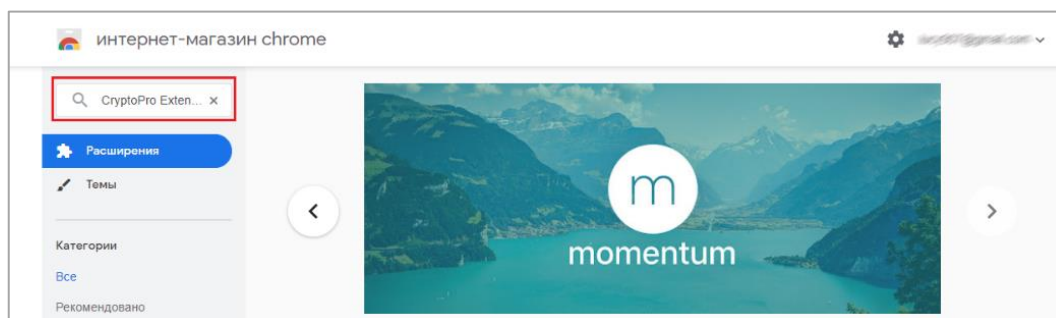 интернет-магазин chrome
CryptoPro Exten...
Расширения
Темы
Категории
Все
Рекомендовано
m
momentum